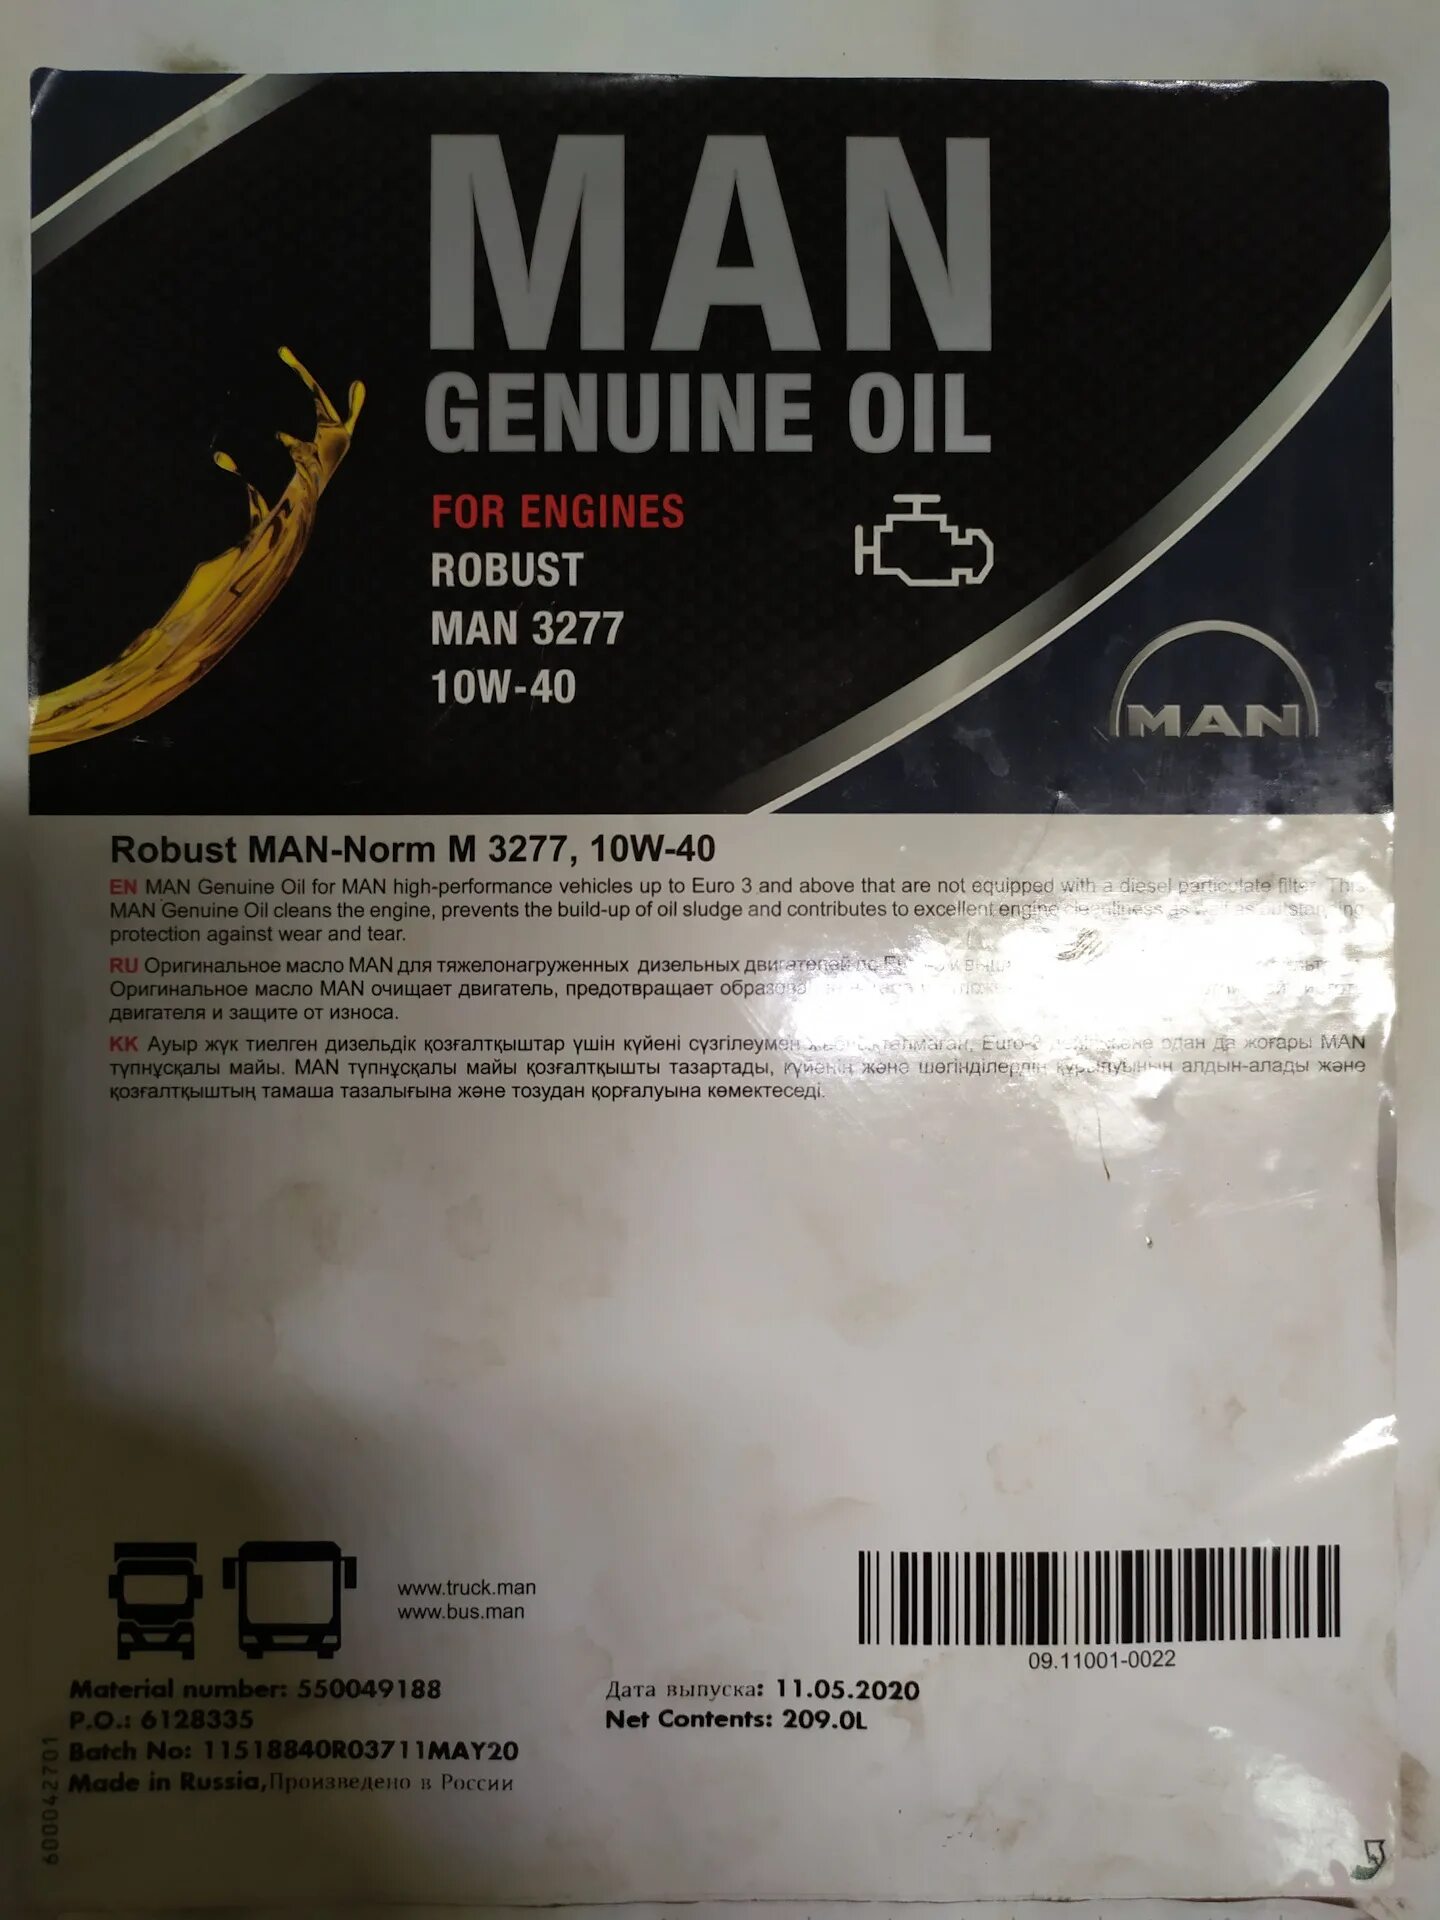 MAN
GENUINE OIL
FOR ENGINES
ROBUST
MAN 3277
10W-40
MAN
Robust MAN-Norm M 3277, 10W-40
EN MAN Genuine Oil for MAN high-performance vehicles up to Euro 3 and above that are not equipped with a diesel particulate filter. This
MAN Genuine Oil cleans the engine, prevents the build-up of oil sludge and contributes to excellent engine cleanliness as well as outstanding
protection against wear and tear.
RU Оригинальное масло MAN для тяжелонагруженных дизельных двигателей
Оригинальное масло MAN очищает двигатель, предотвращает
двигателя и защите от износа.
KK Ауыр жүк тиелген дизельдік қозғалтқыштар үшін күйені сүзгілеумен одан да жоғары MAN
түпнұсқалы майы. MAN түпнұсқалы майы қозғалтқышты тазартады, күйенің және шөгінділердің құрылуының алдын-алады және
қозғалтқыштың тамаша тазалығына және тозудан қорғалуына көмектеседі.
www.truck.man
www.bus.man
09.11001-0022
Material number: 550049188
P.O.: 6128335
Batch No: 11518840R03711MAY20
Made in Russia,Произведено в России
Дата выпуска: 11.05.2020
Net Contents: 209.0L
600042701